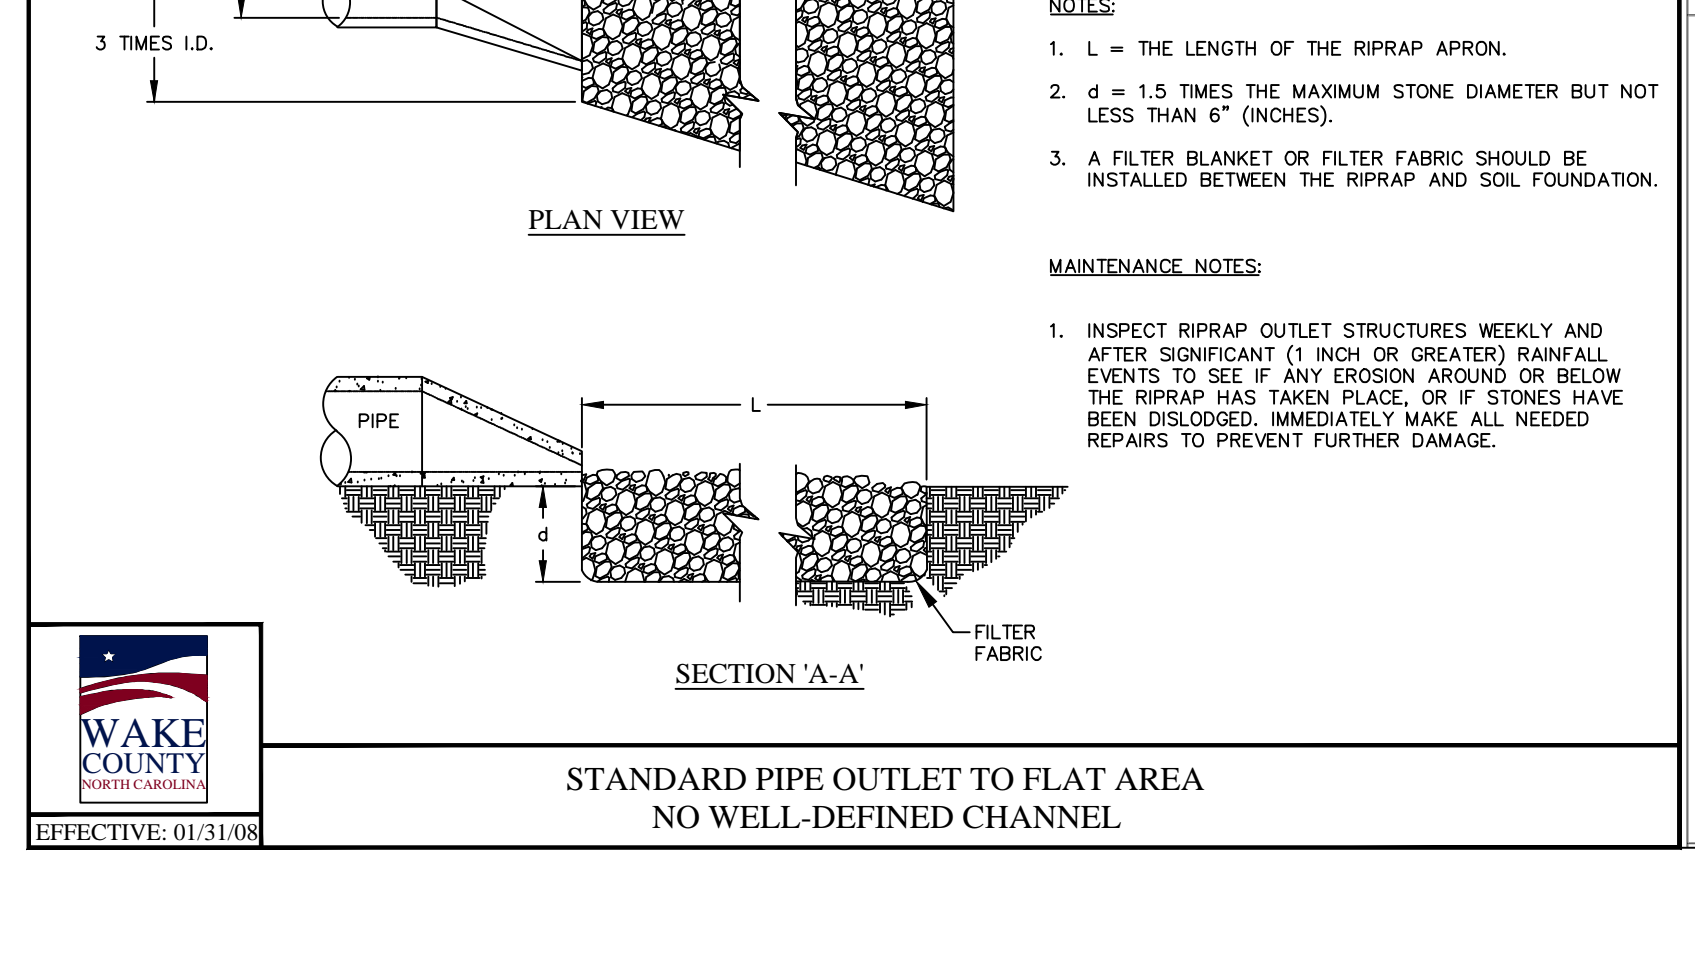 3 TIMES I.D.
PLAN VIEW
NOTES:
1. L = THE LENGTH OF THE RIPRAP APRON.
2. d = 1.5 TIMES THE MAXIMUM STONE DIAMETER BUT NOT
LESS THAN 6” (INCHES).
3. A FILTER BLANKET OR FILTER FABRIC SHOULD BE
INSTALLED BETWEEN THE RIPRAP AND SOIL FOUNDATION.
MAINTENANCE NOTES:
1. INSPECT RIPRAP OUTLET STRUCTURES WEEKLY AND
AFTER SIGNIFICANT (1 INCH OR GREATER) RAINFALL
EVENTS TO SEE IF ANY EROSION AROUND OR BELOW
THE RIPRAP HAS TAKEN PLACE, OR IF STONES HAVE
BEEN DISLODGED. IMMEDIATELY MAKE ALL NEEDED
REPAIRS TO PREVENT FURTHER DAMAGE.
L
PIPE
d
FILTER
FABRIC
SECTION 'A-A'
WAKE
COUNTY
NORTH CAROLINA
EFFECTIVE: 01/31/08
STANDARD PIPE OUTLET TO FLAT AREA
NO WELL-DEFINED CHANNEL